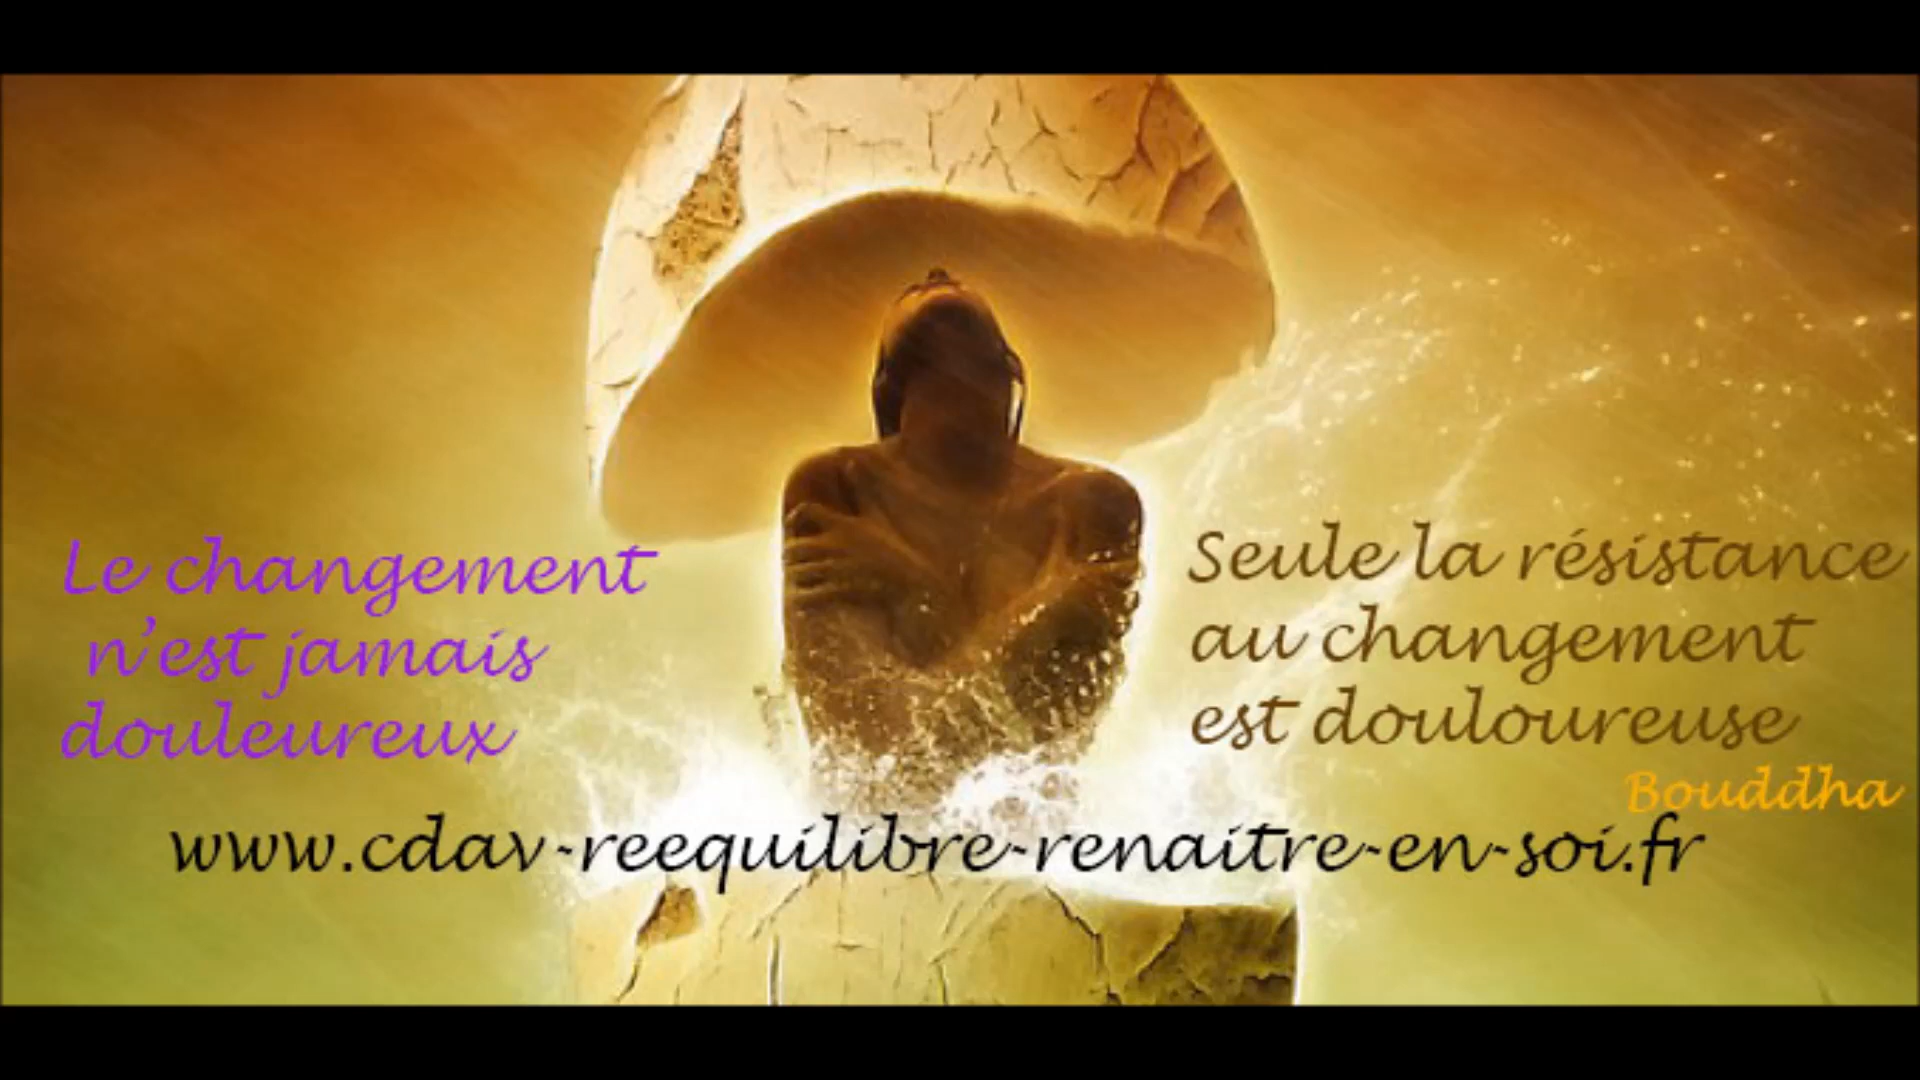 Le changement
n'est jamais
douleureux
Seule la résistance
au changement
est douloureuse
Bouddha
www.cdav-reequilibre-renaitre-en-soi.fr